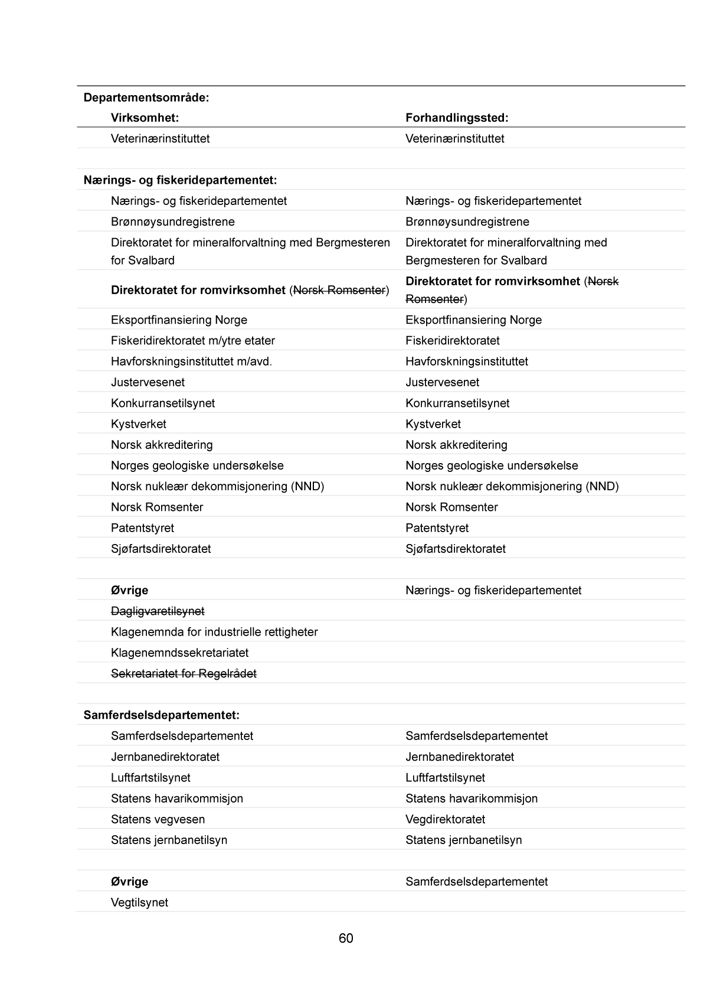 Departementsområde:
Virksomhet: Forhandlingssted:
Veterinærinstituttet Veterinærinstituttet
Nærings- og fiskeridepartementet:
Nærings- og fiskeridepartementet Nærings- og fiskeridepartementet
Brønnøysundregistrene Brønnøysundregistrene
Direktoratet for mineralforvaltning med Bergmesteren Direktoratet for mineralforvaltning med
for Svalbard Bergmesteren for Svalbard
Direktoratet for romvirksomhet (Norsk Romsenter) Direktoratet for romvirksomhet (Norsk
Romsenter)
Eksportfinansiering Norge Eksportfinansiering Norge
Fiskeridirektoratet m/ytre etater Fiskeridirektoratet
Havforskningsinstituttet m/avd. Havforskningsinstituttet
Justervesenet Justervesenet
Konkurransetilsynet Konkurransetilsynet
Kystverket Kystverket
Norsk akkreditering Norsk akkreditering
Norges geologiske undersøkelse Norges geologiske undersøkelse
Norsk nukleær dekommisjonering (NND) Norsk nukleær dekommisjonering (NND)
Norsk Romsenter Norsk Romsenter
Patentstyret Patentstyret
Sjøfartsdirektoratet Sjøfartsdirektoratet
Øvrige Nærings- og fiskeridepartementet
Dagligvaretilsynet
Klagenemnda for industrielle rettigheter
Klagenemndssekretariatet
Sekretariatet for Regelrådet
Samferdselsdepartementet:
Samferdselsdepartementet Samferdselsdepartementet
Jernbanedirektoratet Jernbanedirektoratet
Luftfartstilsynet Luftfartstilsynet
Statens havarikommisjon Statens havarikommisjon
Statens vegvesen Vegdirektoratet
Statens jernbanetilsyn Statens jernbanetilsyn
Øvrige Samferdselsdepartementet
Vegtilsynet
60